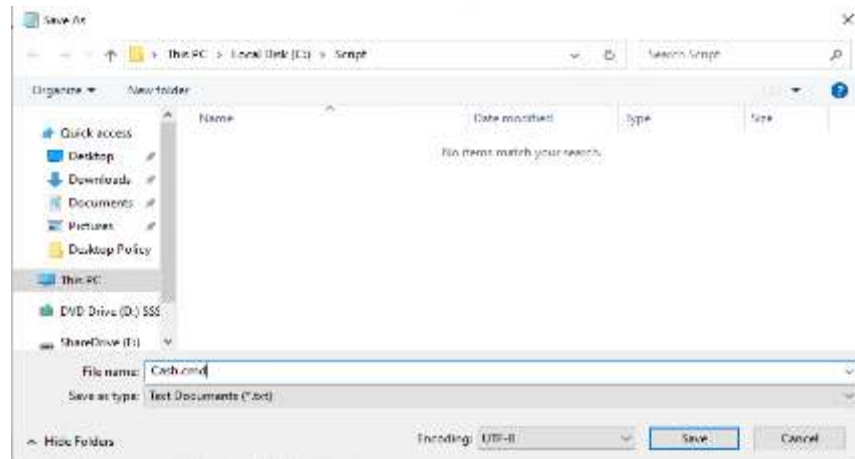 Save As
This PC > Local Disk (C:) > Script
Search Script
Organize
New folder
Name
Date modified
Type
Size
No items match your search.
Quick access
Desktop
Downloads
Documents
Pictures
Desktop Policy
This PC
DVD Drive (D:) SSS
ShareDrive (E:)
File name: Cash.cmd
Save as type: Text Documents (*.txt)
Hide Folders
Encoding: UTF-8
Save
Cancel